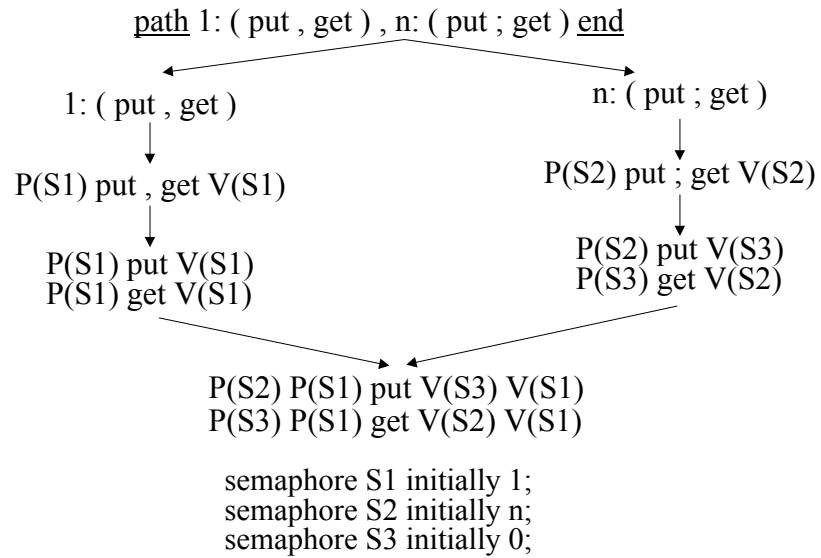 path 1: ( put , get ) , n: ( put ; get ) end
1: ( put , get )
n: ( put ; get )
P(S1) put , get V(S1)
P(S2) put ; get V(S2)
P(S1) put V(S1)
P(S1) get V(S1)
P(S2) put V(S3)
P(S3) get V(S2)
P(S2) P(S1) put V(S3) V(S1)
P(S3) P(S1) get V(S2) V(S1)
semaphore S1 initially 1;
semaphore S2 initially n;
semaphore S3 initially 0;